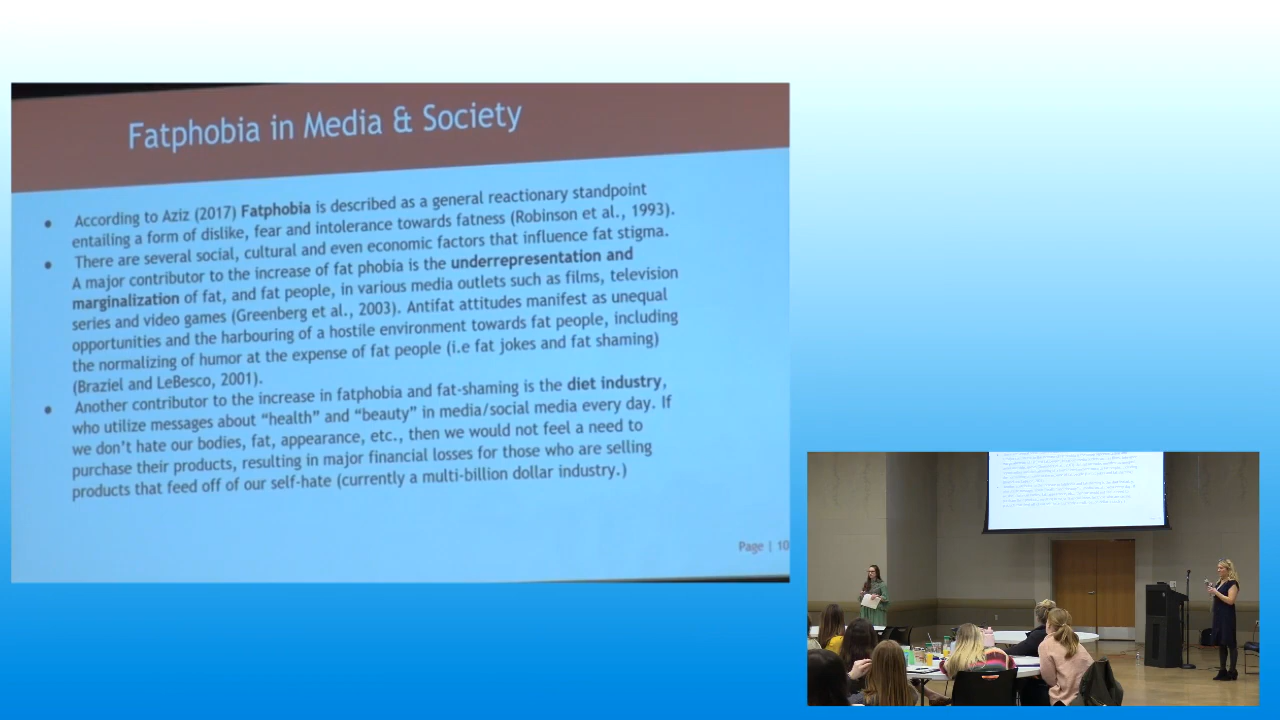 Fatphobia in Media & Society
● According to Aziz (2017) Fatphobia is described as a general reactionary standpoint
entailing a form of dislike, fear and intolerance towards fatness (Robinson et al., 1993).
● There are several social, cultural and even economic factors that influence fat stigma.
A major contributor to the increase of fat phobia is the underrepresentation and
marginalization of fat, and fat people, in various media outlets such as films, television
series and video games (Greenberg et al., 2003). Antifat attitudes manifest as unequal
opportunities and the harbouring of a hostile environment towards fat people, including
the normalizing of humor at the expense of fat people (i.e fat jokes and fat shaming)
(Braziel and LeBesco, 2001).
● Another contributor to the increase in fatphobia and fat-shaming is the diet industry,
who utilize messages about “health” and “beauty” in media/social media every day. If
we don’t hate our bodies, fat, appearance, etc., then we would not feel a need to
purchase their products, resulting in major financial losses for those who are selling
products that feed off of our self-hate (currently a multi-billion dollar industry.)
Page | 10